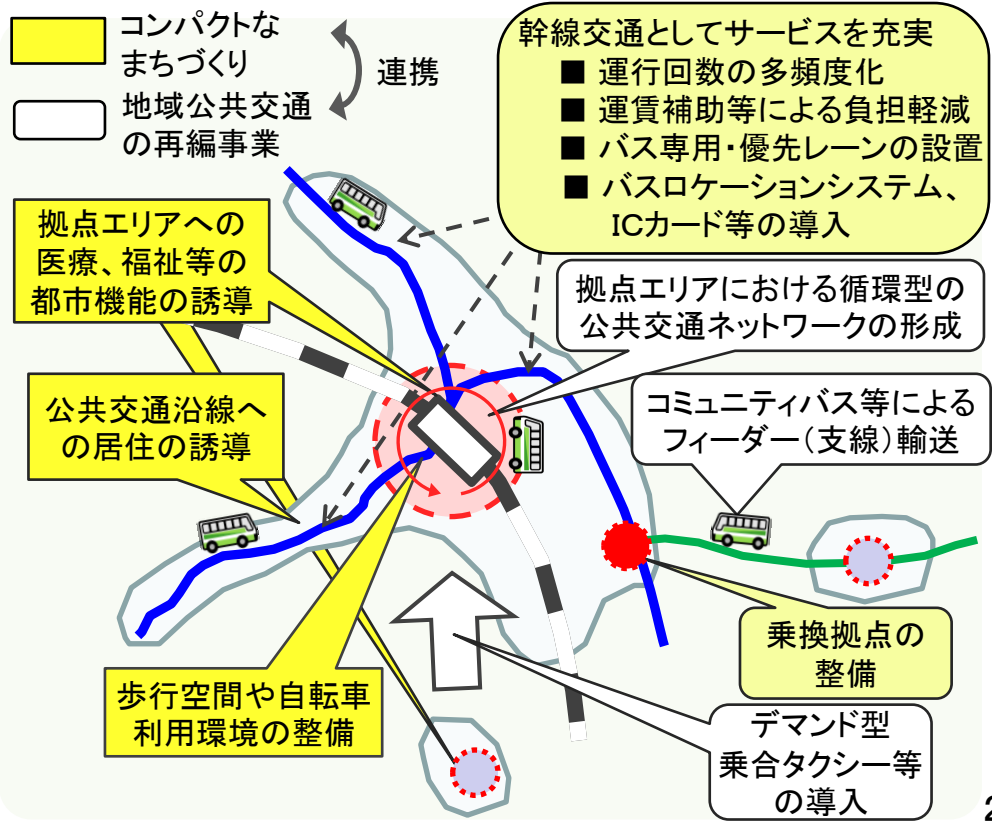 コンパクトな
まちづくり
連携
地域公共交通
の再編事業
幹線交通としてサービスを充実
■ 運行回数の多頻度化
■ 運賃補助等による負担軽減
■ バス専用・優先レーンの設置
■ バスロケーションシステム、
ICカード等の導入
拠点エリアへの
医療、福祉等の
都市機能の誘導
拠点エリアにおける循環型の
公共交通ネットワークの形成
公共交通沿線へ
の居住の誘導
コミュニティバス等による
フィーダー（支線）輸送
乗換拠点の
整備
歩行空間や自転車
利用環境の整備
デマンド型
乗合タクシー等
の導入